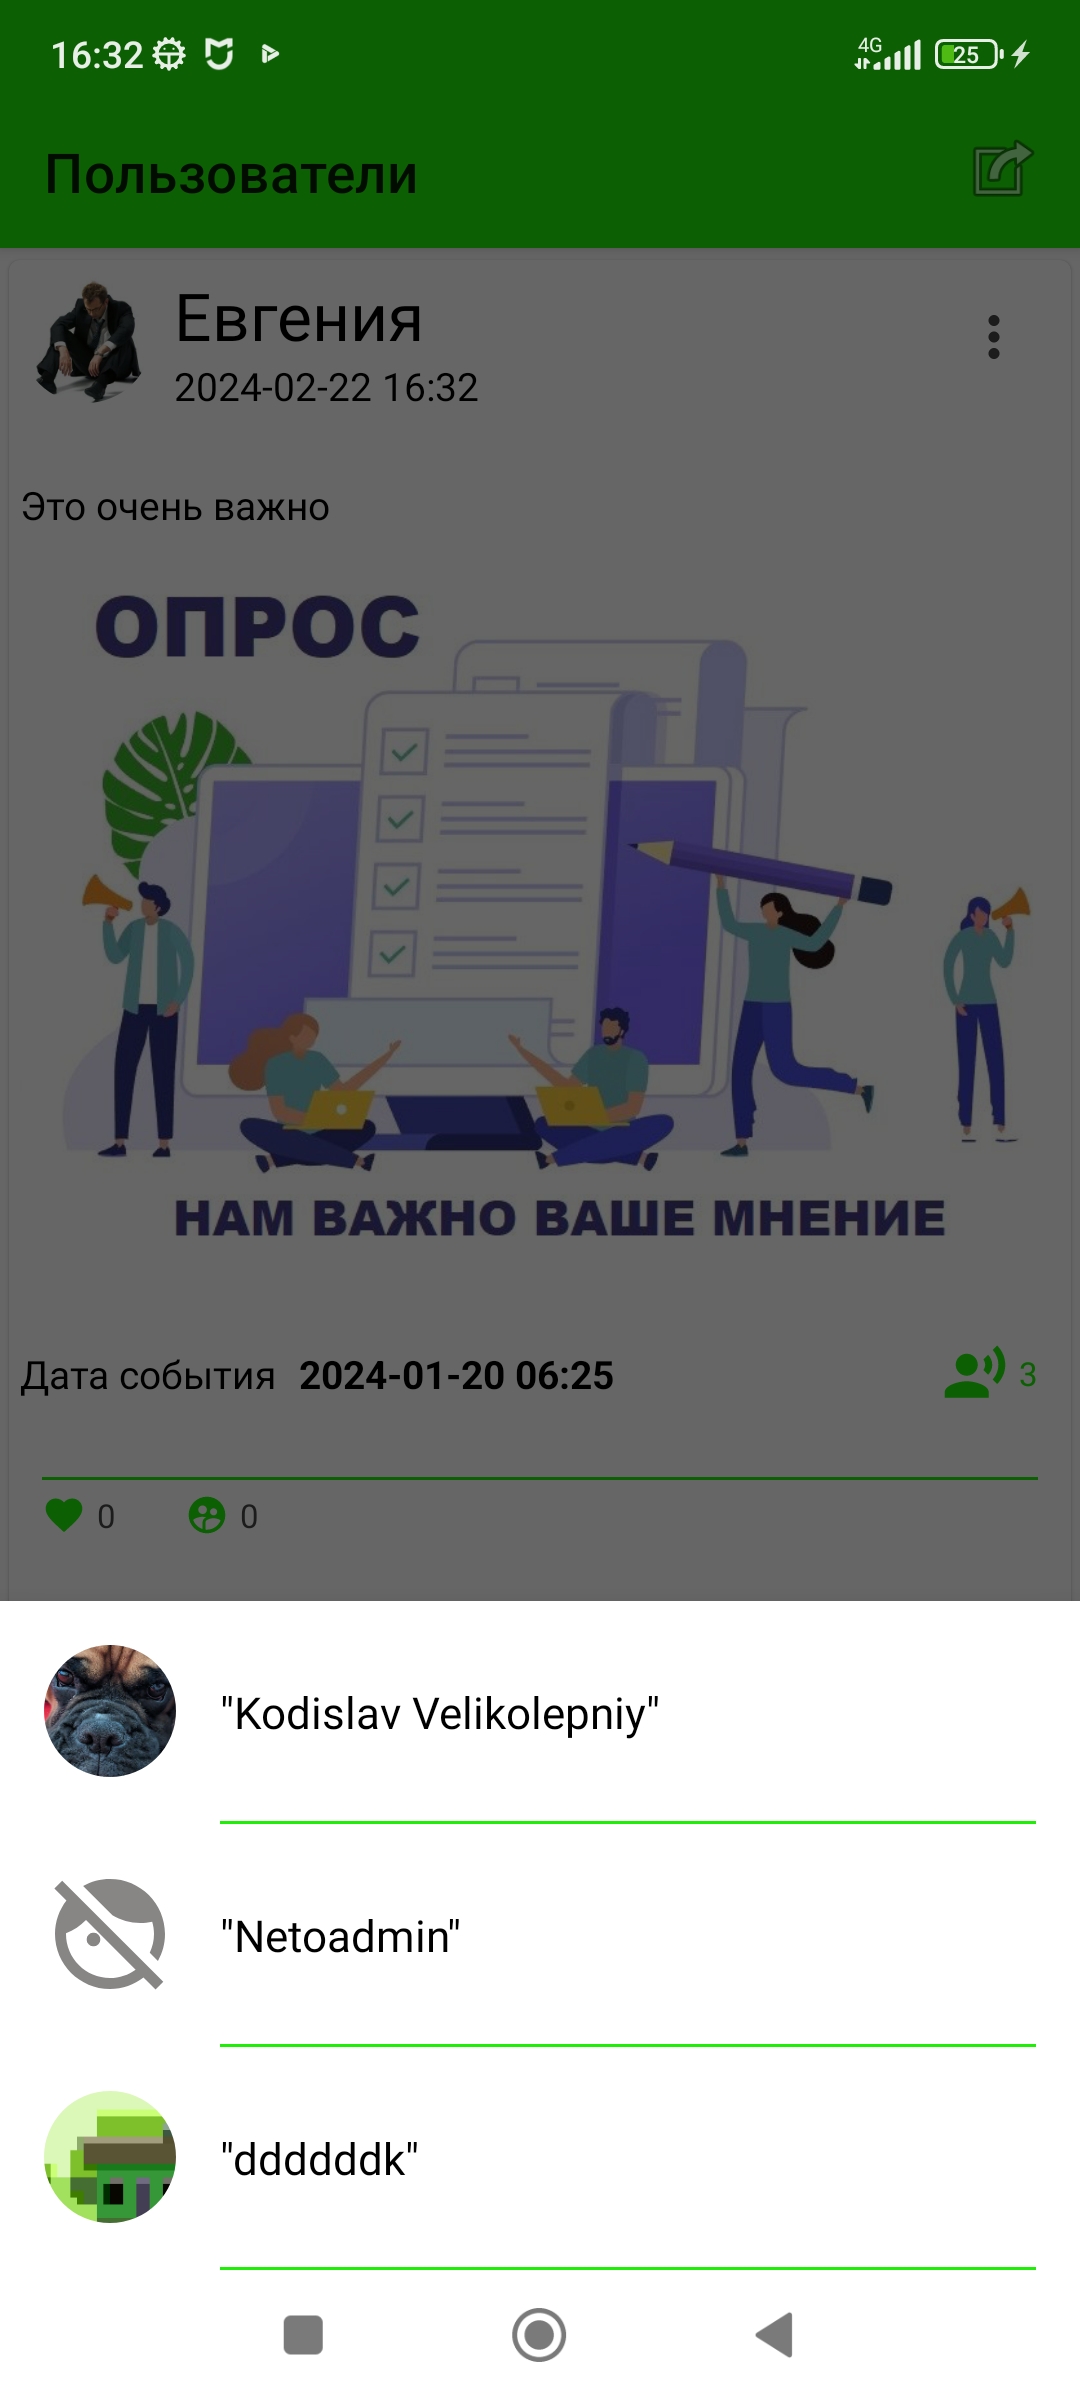 16:32
4G
25
Пользователи
Евгения
2024-02-22 16:32
Это очень важно
ОПРОС
НАМ ВАЖНО ВАШЕ МНЕНИЕ
Дата события 2024-01-20 06:25
3
0 0
"Kodislav Velikolepniy"
"Netoadmin"
"ddddddk"